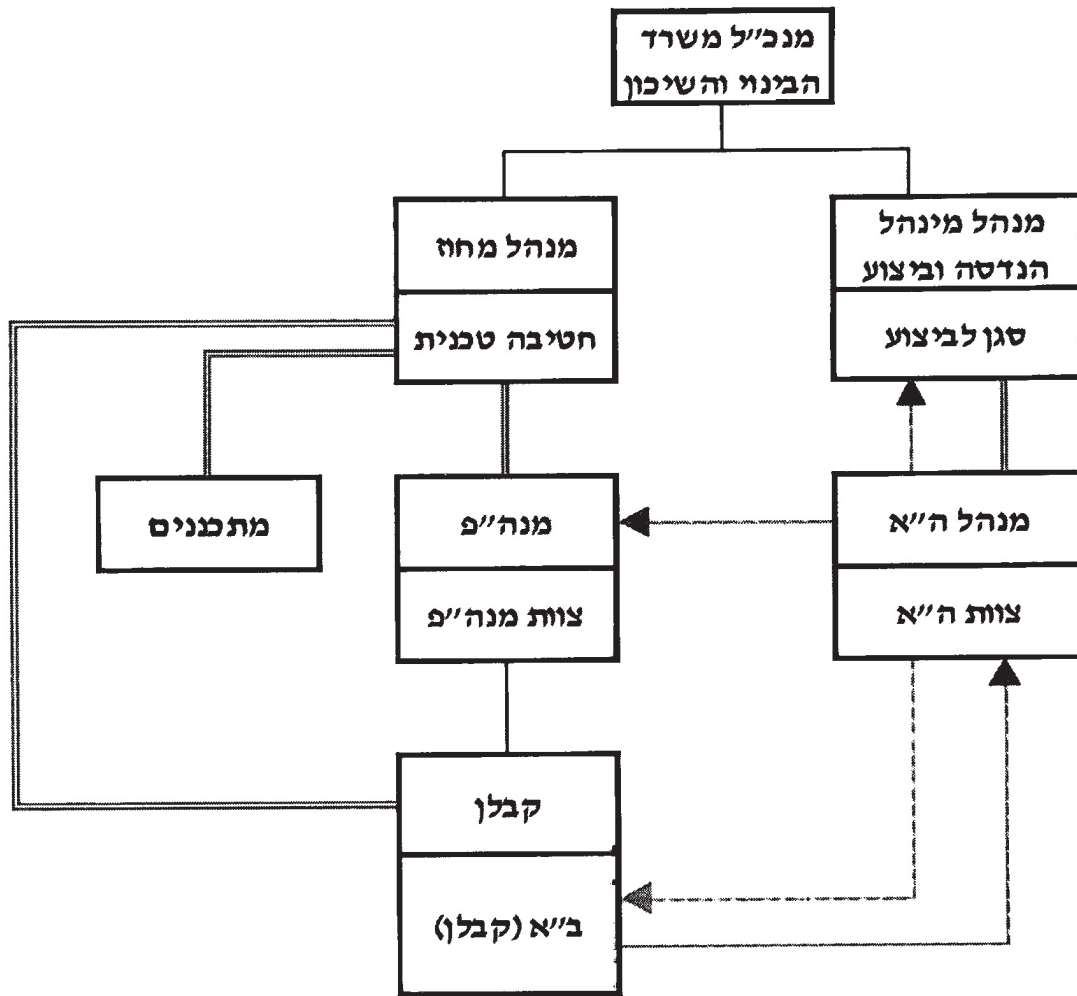 מנכ"ל משרד
הבינוי והשיכון
מנהל מינהל
הנדסה וביצוע
סגן לביצוע
מנהל מחוז
חטיבה טכנית
מנהל ה"א
צוות ה"א
מנה"פ
צוות מנה"פ
מתכננים
קבלן
ב"א (קבלן)